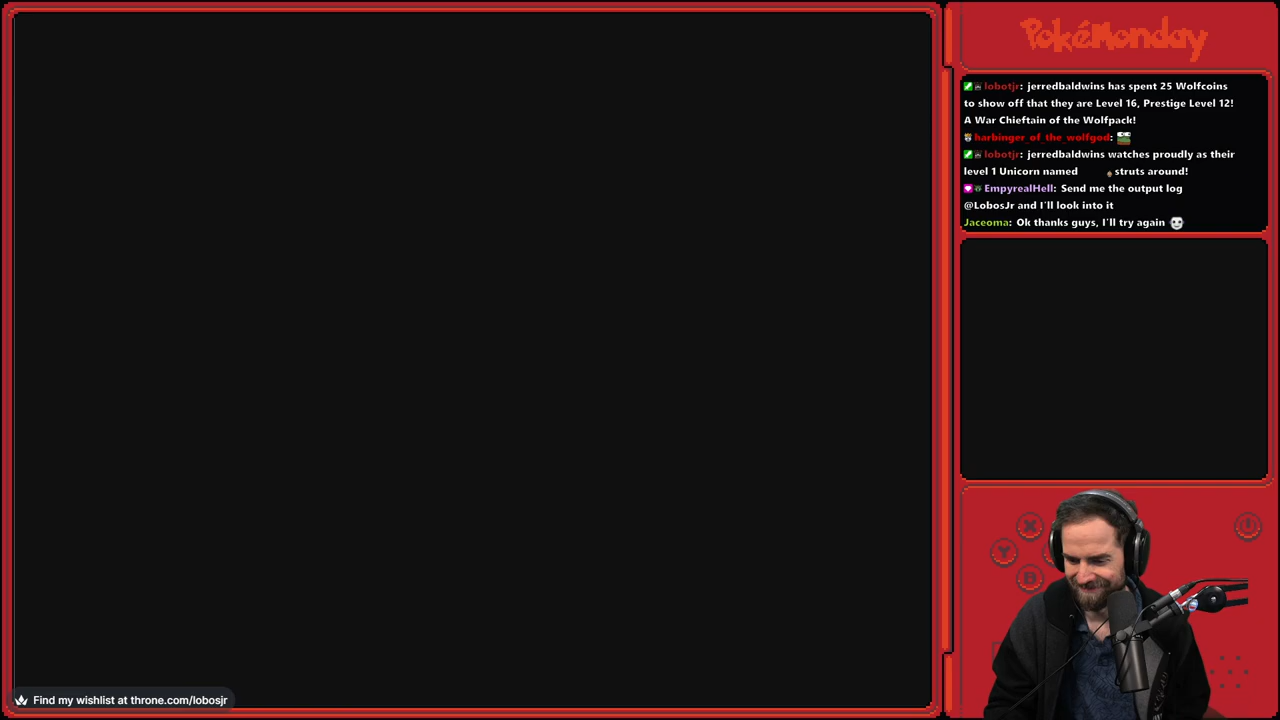 PokéMonday
lobotjr: jerredbaldwins has spent 25 Wolfcoins
to show off that they are Level 16, Prestige Level 12!
A War Chieftain of the Wolfpack!
harbinger_of_the_wolfgod:
lobotjr: jerredbaldwins watches proudly as their
level 1 Unicorn named struts around!
EmpyrealHell: Send me the output log
@LobosJr and I'll look into it
Jaceoma: Ok thanks guys, I'll try again
X
Y
B
Find my wishlist at throne.com/lobosjr